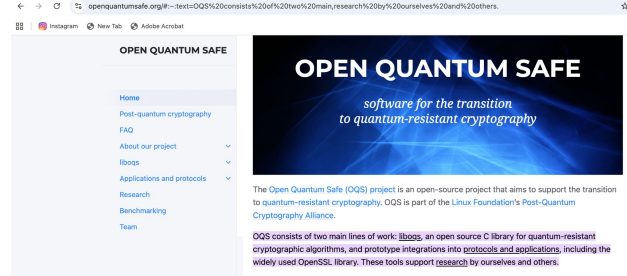 openquantumsafe.org/#:~:text=OQS%20consists%20of%20two%20main,research%20by%20ourselves%20and%20others.
Instagram
New Tab
Adobe Acrobat
OPEN QUANTUM SAFE
Home
Post-quantum cryptography
FAQ
About our project
liboqs
Applications and protocols
Research
Benchmarking
Team
OPEN QUANTUM SAFE
software for the transition
to quantum-resistant cryptography
The Open Quantum Safe (OQS) project is an open-source project that aims to support the transition
to quantum-resistant cryptography. OQS is part of the Linux Foundation's Post-Quantum
Cryptography Alliance.
OQS consists of two main lines of work: liboqs, an open source C library for quantum-resistant
cryptographic algorithms, and prototype integrations into protocols and applications, including the
widely used OpenSSL library. These tools support research by ourselves and others.